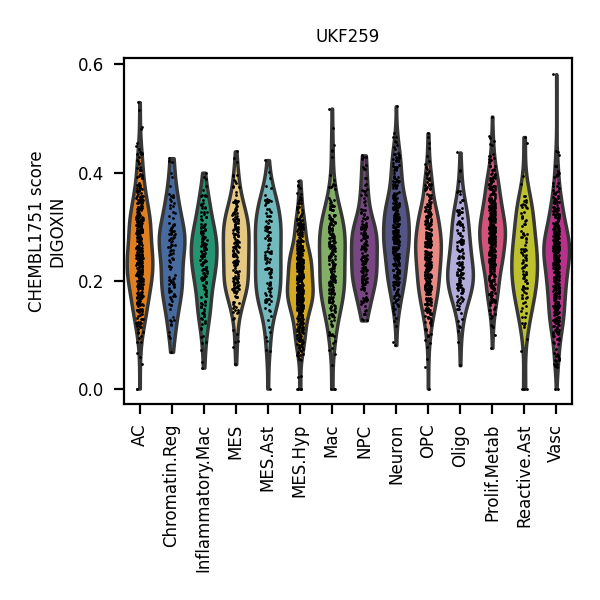 UKF259
CHEMBL1751 score
DIGOXIN
0.6
0.4
0.2
0.0
AC
Chromatin.Reg
Inflammatory.Mac
MES
MES.Ast
MES.Hyp
Mac
NPC
Neuron
OPC
Oligo
Prolif.Metab
Reactive.Ast
Vasc